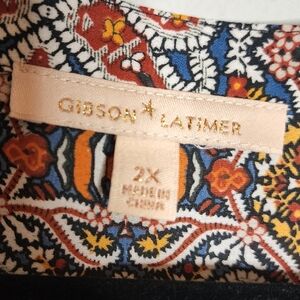 GIBSON LATIMER
2X
MADE IN
CHINA